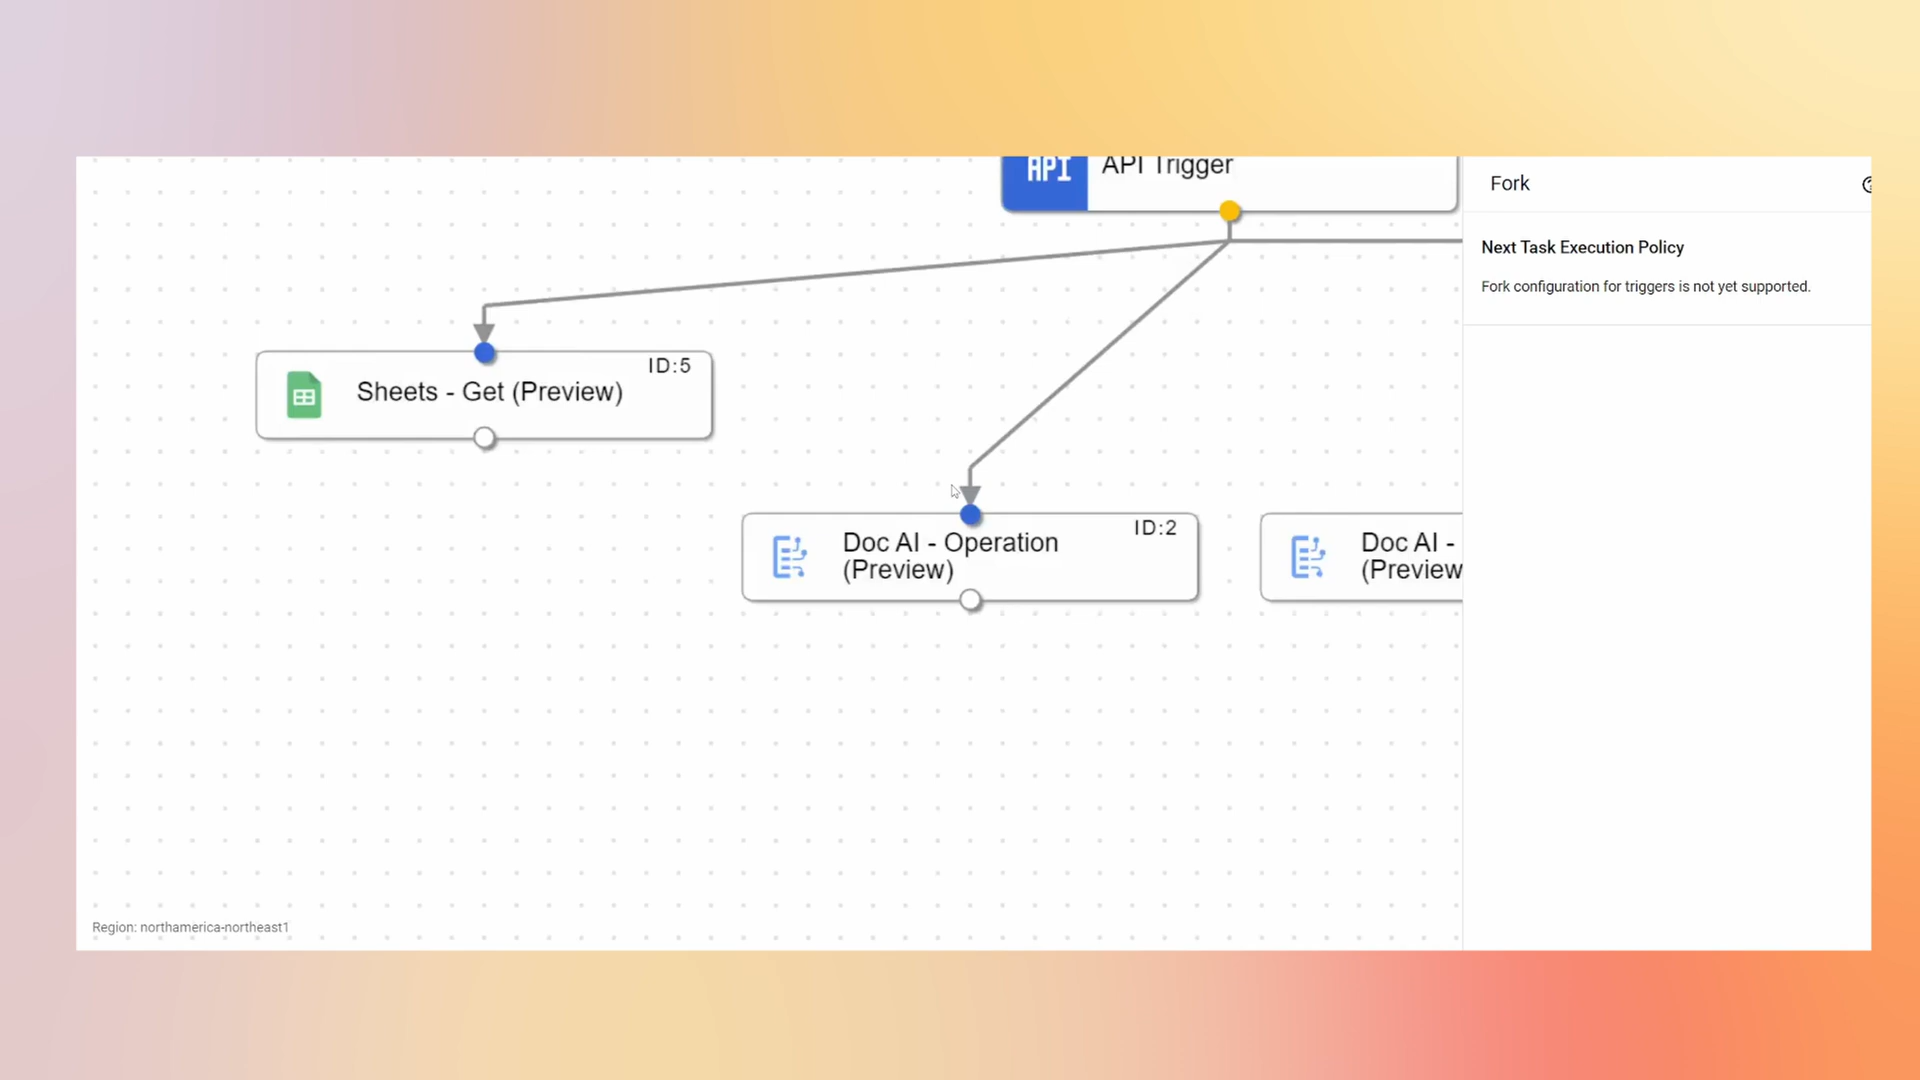 API
API Trigger
Fork
Next Task Execution Policy
Fork configuration for triggers is not yet supported.
ID:5
Sheets - Get (Preview)
ID:2
Doc AI - Operation
(Preview)
Doc AI -
(Preview
Region: northamerica-northeast1